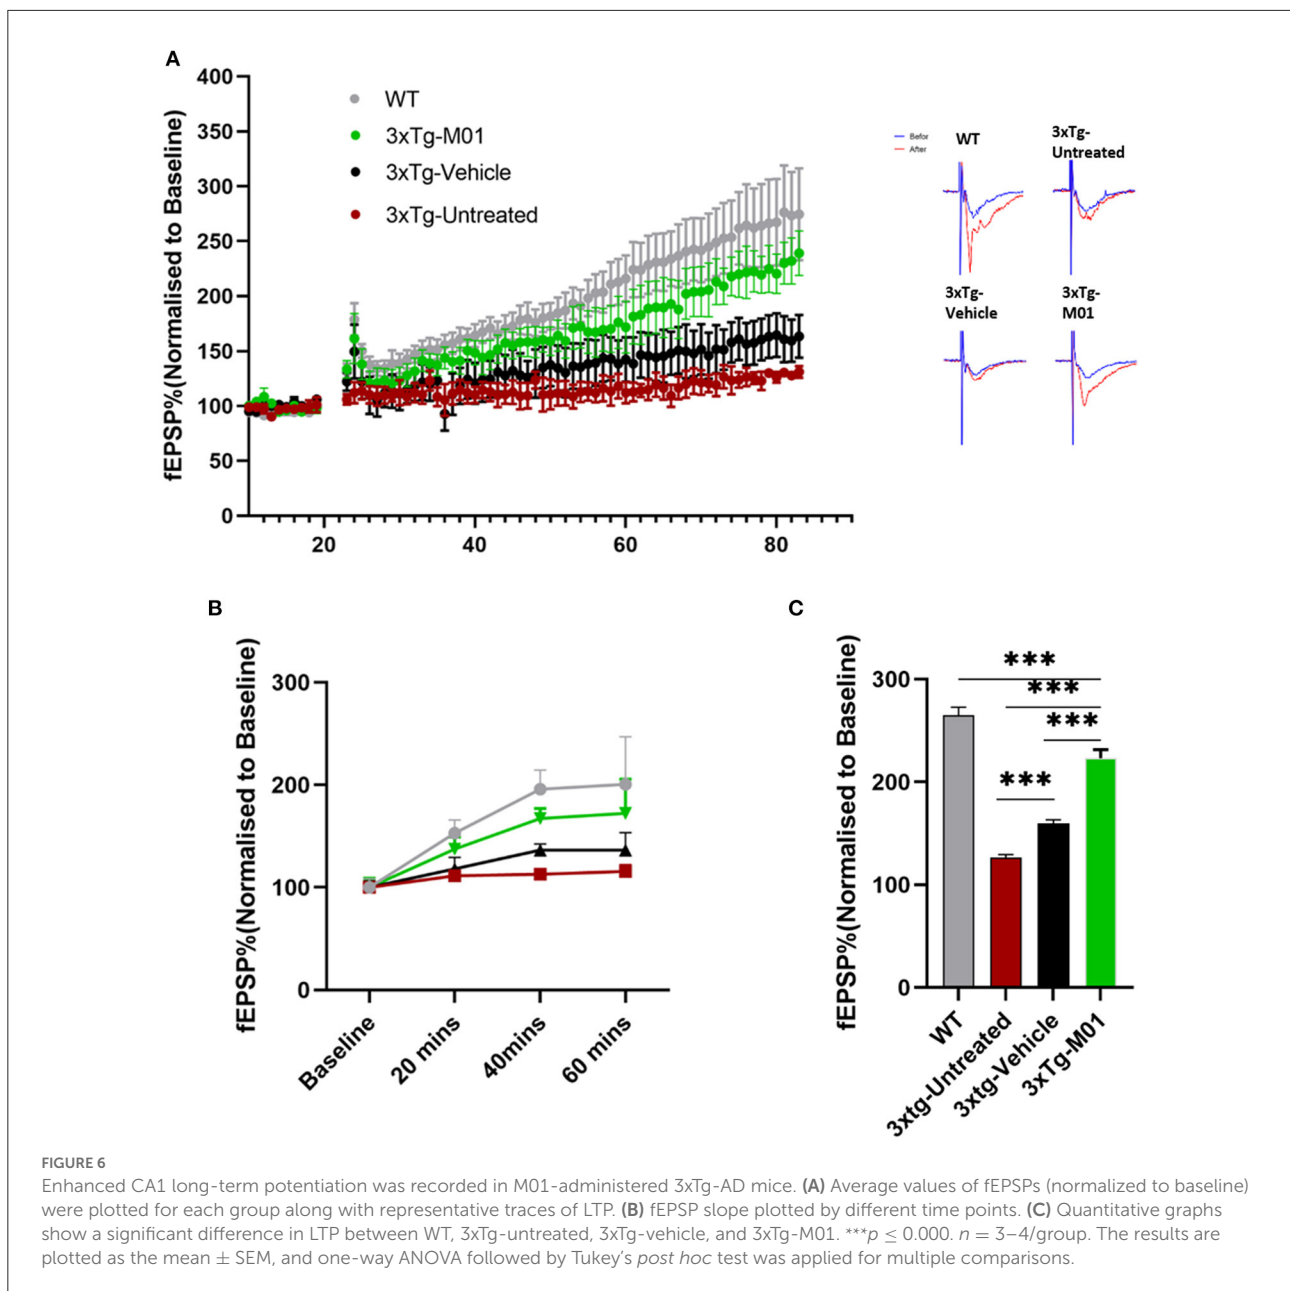 A
fEPSP%(Normalised to Baseline)
400
350
300
250
200
150
100
50
0
20
40
60
80
WT
3xTg-M01
3xTg-Vehicle
3xTg-Untreated
Befor
After
WT
3xTg-
Untreated
3xTg-
Vehicle
3xTg-
M01
B
fEPSP%(Normalised to Baseline)
300
200
100
0
Baseline
20 mins
40mins
60 mins
C
fEPSP%(Normalised to Baseline)
300
200
100
0
***
***
***
***
WT
3xtg-Untreated
3xtg-Vehicle
3xTg-M01
FIGURE 6
Enhanced CA1 long-term potentiation was recorded in M01-administered 3xTg-AD mice. (A) Average values of fEPSPs (normalized to baseline)
were plotted for each group along with representative traces of LTP. (B) fEPSP slope plotted by different time points. (C) Quantitative graphs
show a significant difference in LTP between WT, 3xTg-untreated, 3xTg-vehicle, and 3xTg-M01. ***p ≤ 0.000. n = 3–4/group. The results are
plotted as the mean ± SEM, and one-way ANOVA followed by Tukey's post hoc test was applied for multiple comparisons.